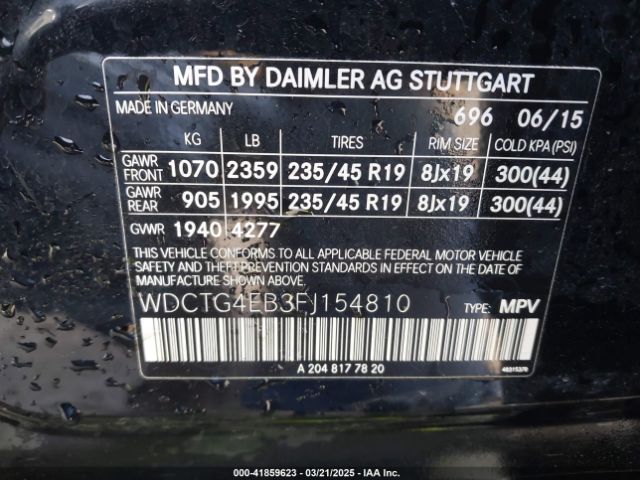 MFD BY DAIMLER AG STUTTGART
MADE IN GERMANY 696 06/15
KG LB TIRES RIM SIZE COLD KPA (PSI)
GAWR FRONT 1070 2359 235/45 R19 8Jx19 300(44)
GAWR REAR 905 1995 235/45 R19 8Jx19 300(44)
GVWR 1940 4277
THIS VEHICLE CONFORMS TO ALL APPLICABLE FEDERAL MOTOR VEHICLE
SAFETY AND THEFT PREVENTION STANDARDS IN EFFECT ON THE DATE OF
MANUFACTURE SHOWN ABOVE.
WDCTG4EB3FJ154810 TYPE: MPV
A 204 817 78 20
000-41859623 - 03/21/2025 - IAA Inc.